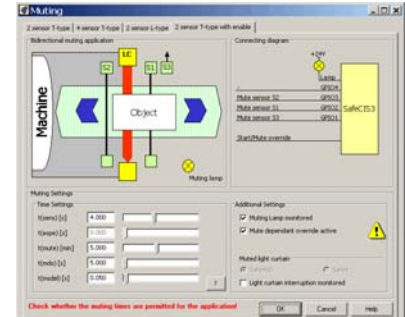 Muting
2 sensor T-type | 4 sensor T-type | 2 sensor L-type | 2 sensor T-type with enable
Bidirectional muting application
Connecting diagram
LC
S2
S1
S3
Machine
Object
Muting lamp
+24V
Lamp
GPIO4
Mute sensor S2 GPIO3
Mute sensor S1 GPIO2
Mute sensor S3 GPIO1
SafeCIS3
Start/Mute override
Muting Settings
Time Settings
t(sens) [s] 4.000
5.000
t(mute) [min] 5.000
t(mds) [s] 5.000
0.050
?
Additional Settings
Muting Lamp monitored
Mute dependant override active
Muted light curtain
Light curtain interruption monitored
Check whether the muting times are permitted for the application!
OK
Cancel
Help